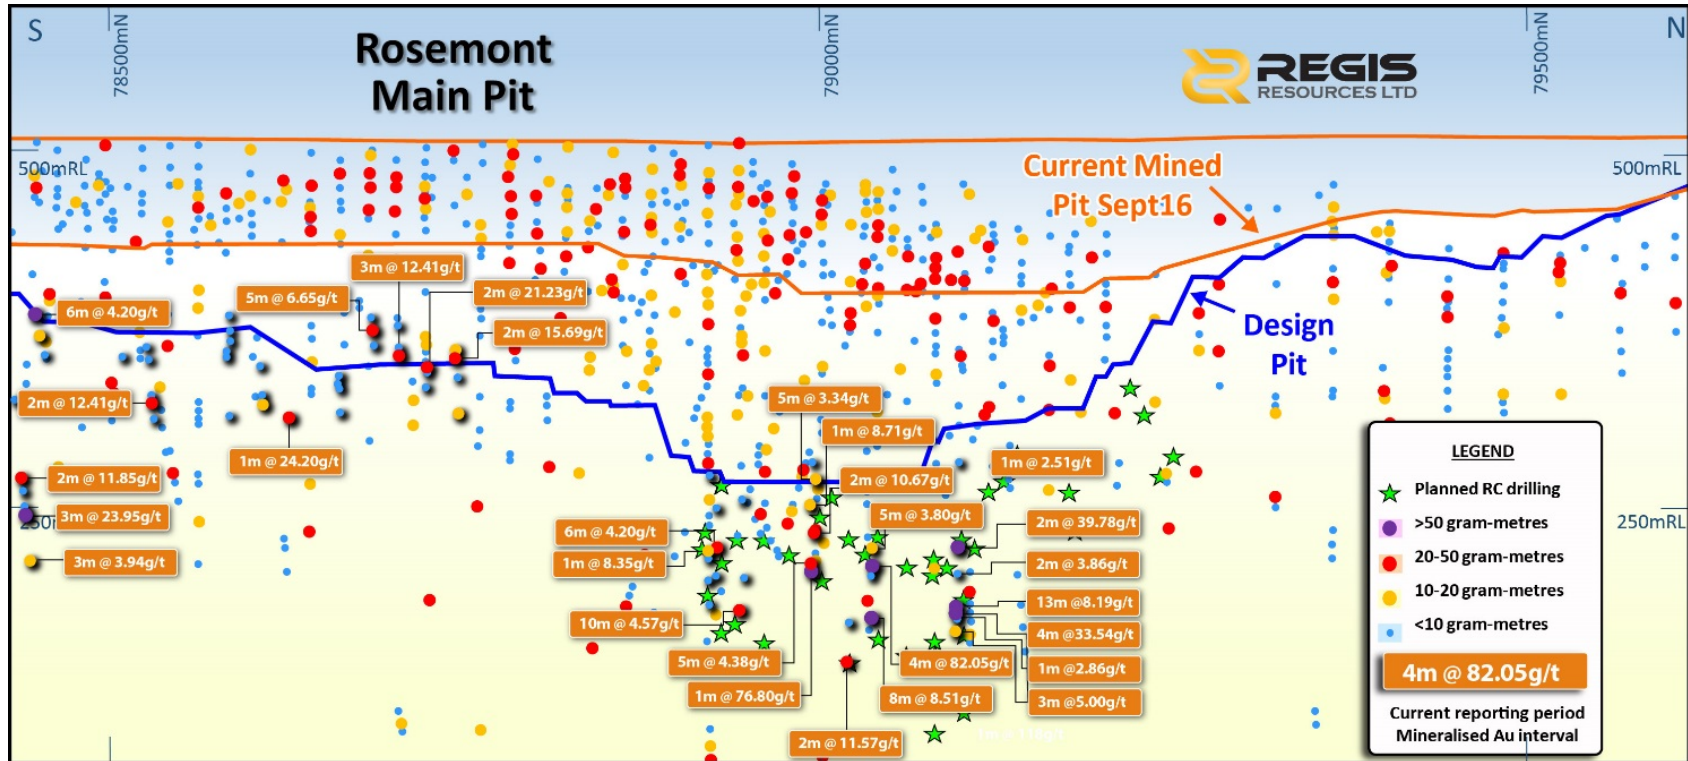 S
78500mN
Rosemont
Main Pit
79000mN
REGIS
RESOURCES LTD
79500mN
N
500mRL
500mRL
Current Mined
Pit Sept16
3m @ 12.41g/t
5m @ 6.65g/t
2m @ 21.23g/t
6m @ 4.20g/t
2m @ 15.69g/t
Design
Pit
2m @ 12.41g/t
5m @ 3.34g/t
1m @ 8.71g/t
1m @ 24.20g/t
1m @ 2.51g/t
2m @ 11.85g/t
2m @ 10.67g/t
3m @ 23.95g/t
5m @ 3.80g/t
250mRL
2m @ 39.78g/t
6m @ 4.20g/t
3m @ 3.94g/t
1m @ 8.35g/t
2m @ 3.86g/t
13m @8.19g/t
10m @ 4.57g/t
4m @33.54g/t
5m @ 4.38g/t
4m @ 82.05g/t
1m @2.86g/t
1m @ 76.80g/t
8m @ 8.51g/t
3m @5.00g/t
2m @ 11.57g/t
LEGEND
Planned RC drilling
>50 gram-metres
20-50 gram-metres
10-20 gram-metres
<10 gram-metres
4m @ 82.05g/t
Current reporting period
Mineralised Au interval